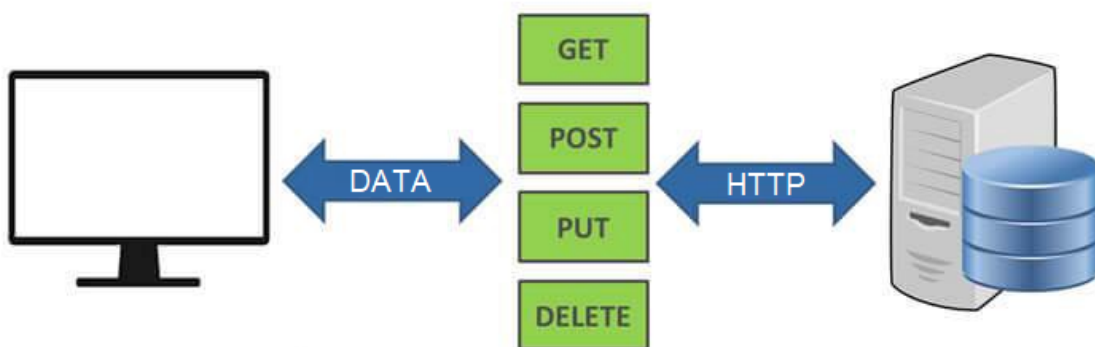 GET
POST
DATA
HTTP
PUT
DELETE